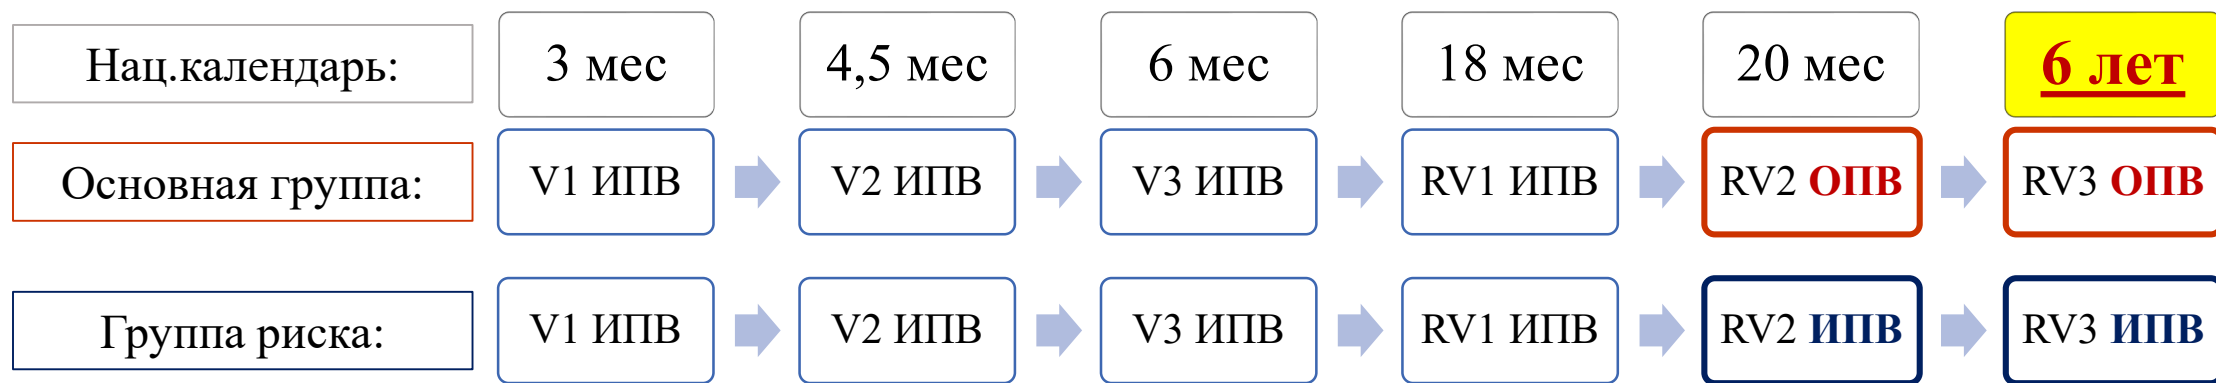 Нац.календарь: 3 мес 4,5 мес 6 мес 18 мес 20 мес 6 лет
Основная группа: V1 ИПВ V2 ИПВ V3 ИПВ RV1 ИПВ RV2 ОПВ RV3 ОПВ
Группа риска: V1 ИПВ V2 ИПВ V3 ИПВ RV1 ИПВ RV2 ИПВ RV3 ИПВ